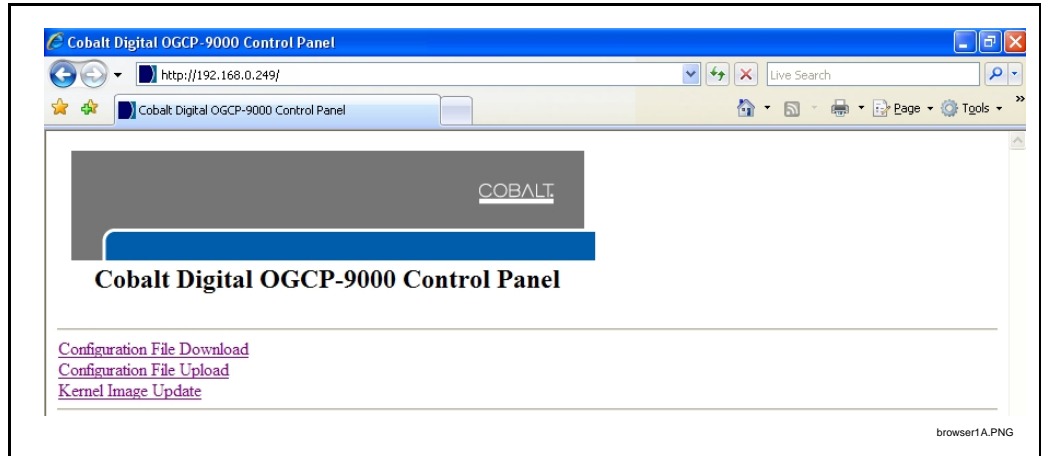 Cobalt Digital OGCP-9000 Control Panel
http://192.168.0.249/
Live Search
Cobalt Digital OGCP-9000 Control Panel
Page
Tools
»
COBALT.
Cobalt Digital OGCP-9000 Control Panel
Configuration File Download
Configuration File Upload
Kernel Image Update
browser1A.PNG